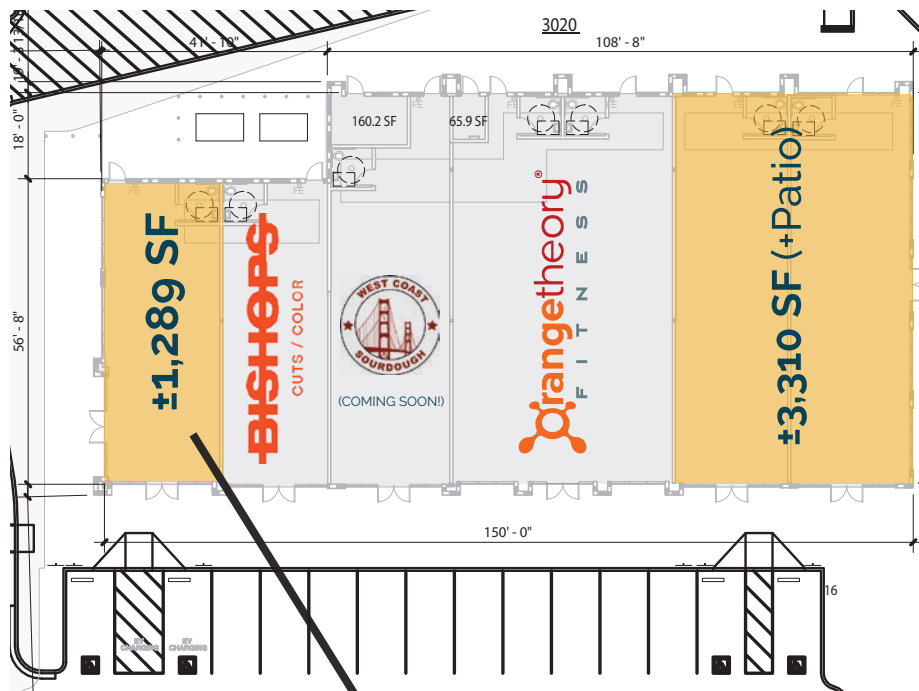 3020
41' - 10"
108' - 8"
18' - 0"
56' - 8"
160.2 SF
65.9 SF
FE
FE
FE
FE
FE
±1,289 SF
BISHOPS
CUTS / COLOR
WEST COAST
SOURDOUGH
(COMING SOON!)
Orangetheory®
FITNESS
±3,310 SF (+Patio)
150' - 0"
16
EV
CHARGING
EV
CHARGING